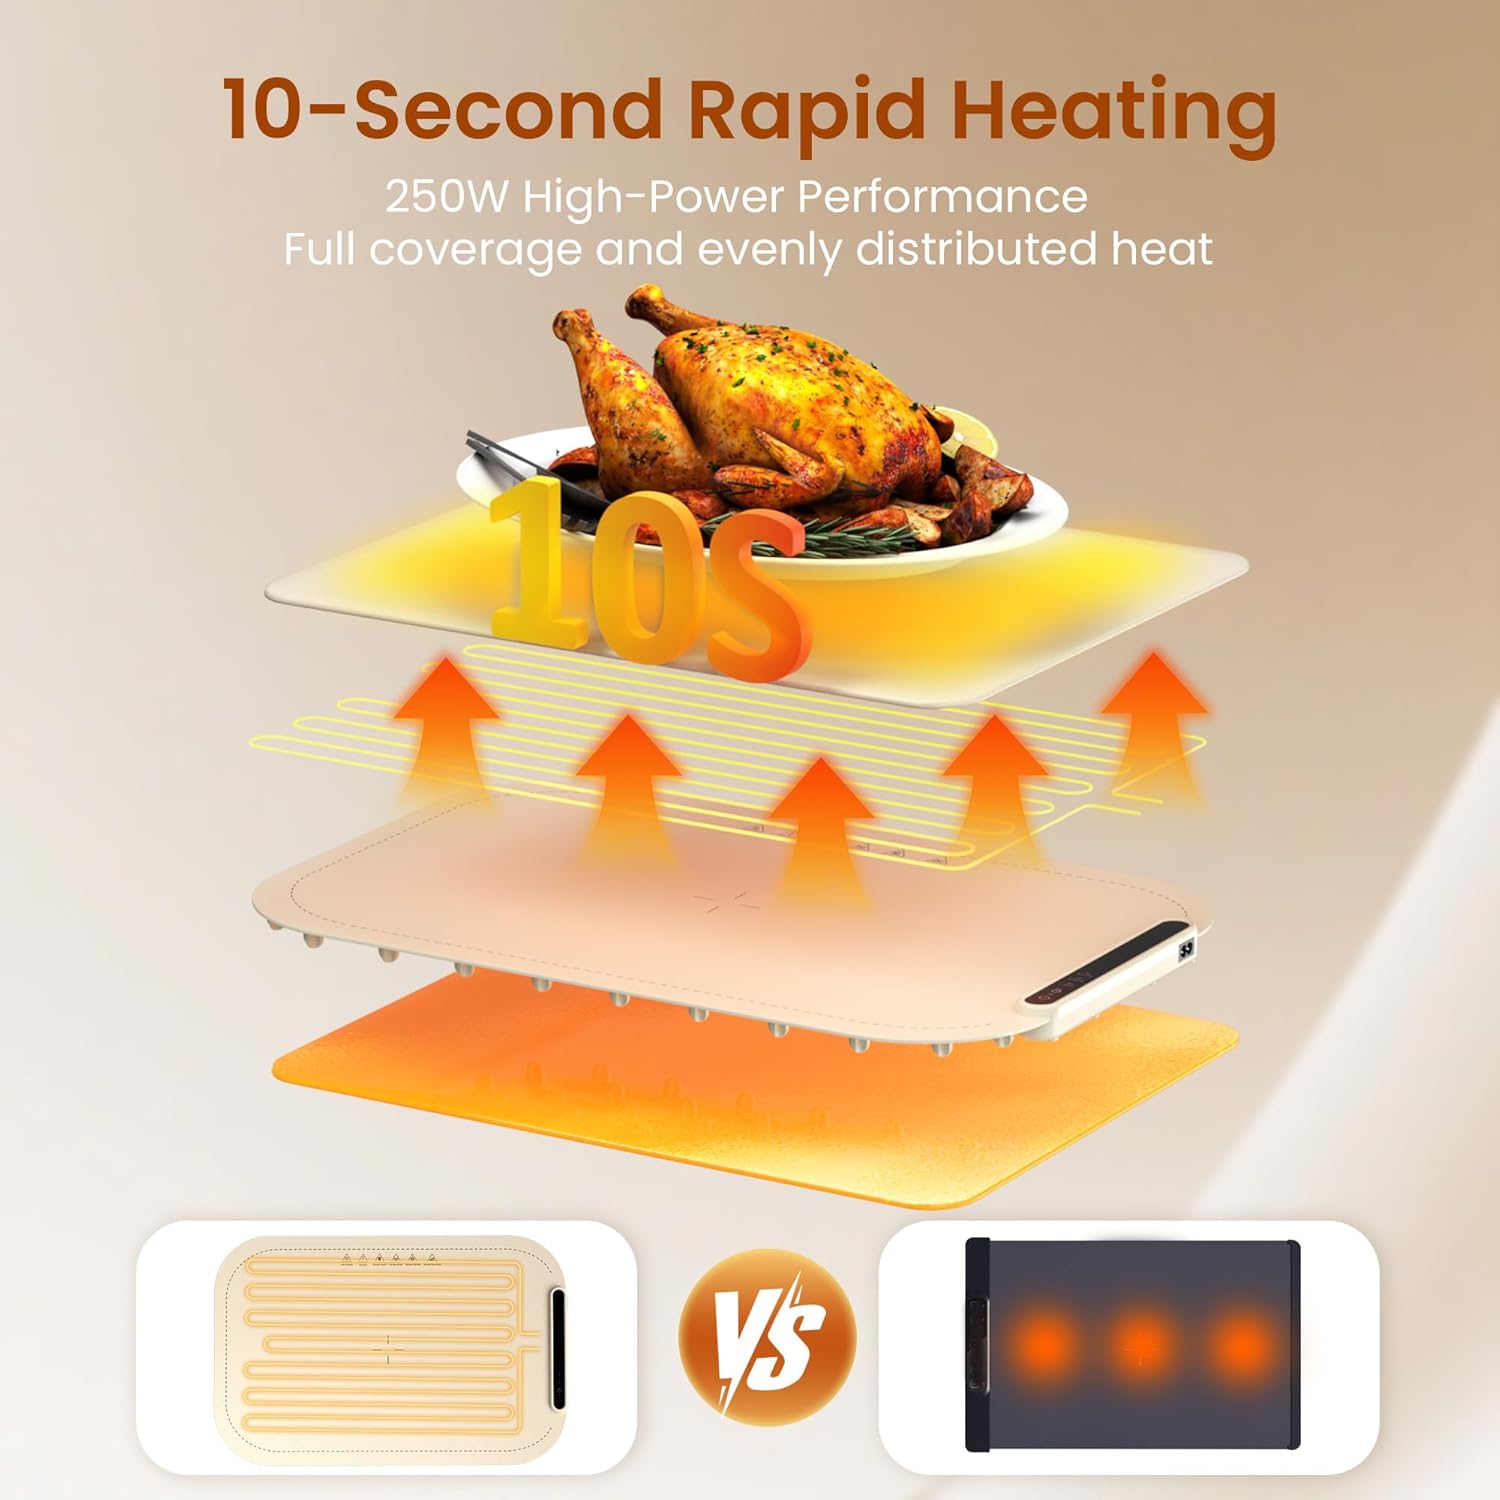 10-Second Rapid Heating
250W High-Power Performance
Full coverage and evenly distributed heat
10S
VS